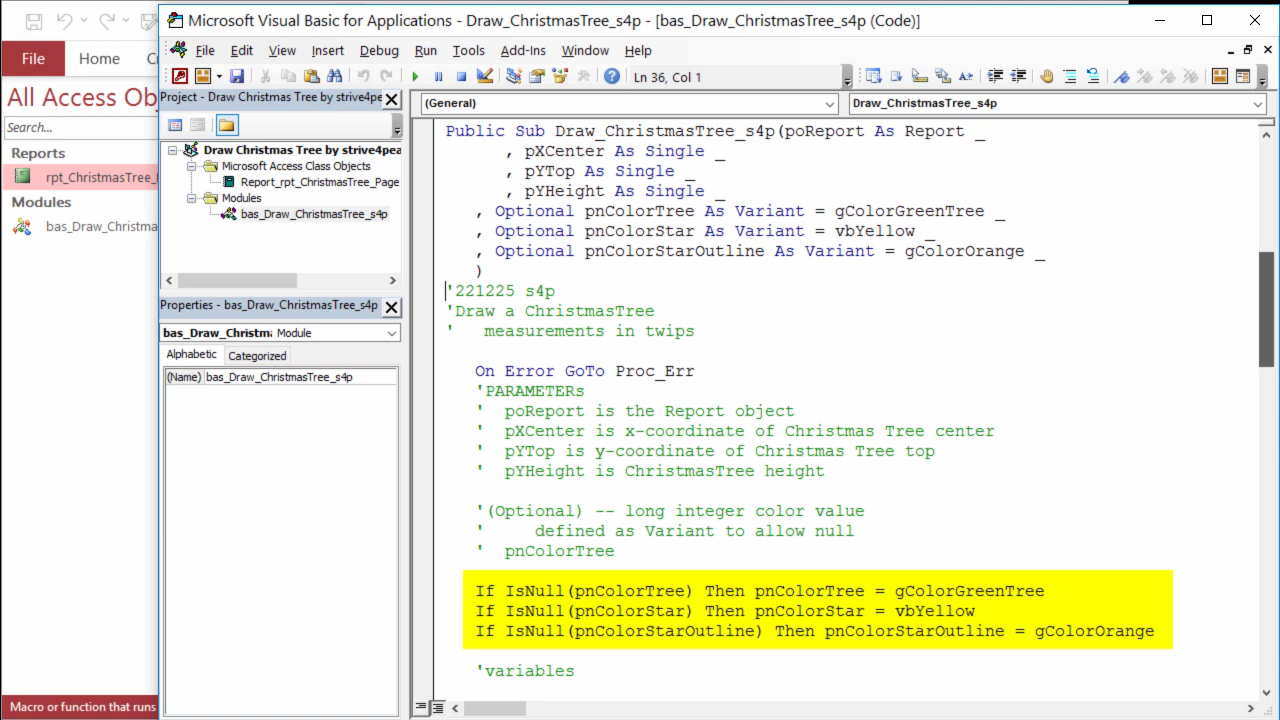 Microsoft Visual Basic for Applications - Draw_ChristmasTree_s4p - [bas_Draw_ChristmasTree_s4p (Code)]
File Edit View Insert Debug Run Tools Add-Ins Window Help
File Home
Ln 36, Col 1
All Access Ob
Search...
Reports
rpt_ChristmasTree_
Modules
bas_Draw_Christma
Project - Draw Christmas Tree by strive4pe
Draw Christmas Tree by strive4pea
Microsoft Access Class Objects
Report_rpt_ChristmasTree_Page
Modules
bas_Draw_ChristmasTree_s4p
Properties - bas_Draw_ChristmasTree_s4p
bas_Draw_Christm Module
Alphabetic Categorized
(Name) bas_Draw_ChristmasTree_s4p
(General) Draw_ChristmasTree_s4p
Public Sub Draw_ChristmasTree_s4p(poReport As Report _
, pXCenter As Single _
, pYTop As Single _
, pYHeight As Single _
, Optional pnColorTree As Variant = gColorGreenTree _
, Optional pnColorStar As Variant = vbYellow _
, Optional pnColorStarOutline As Variant = gColorOrange _
)
'221225 s4p
'Draw a ChristmasTree
' measurements in twips
On Error GoTo Proc_Err
'PARAMETERs
' poReport is the Report object
' pXCenter is x-coordinate of Christmas Tree center
' pYTop is y-coordinate of Christmas Tree top
' pYHeight is ChristmasTree height
'(Optional) -- long integer color value
' defined as Variant to allow null
' pnColorTree
If IsNull(pnColorTree) Then pnColorTree = gColorGreenTree
If IsNull(pnColorStar) Then pnColorStar = vbYellow
If IsNull(pnColorStarOutline) Then pnColorStarOutline = gColorOrange
'variables
Macro or function that runs